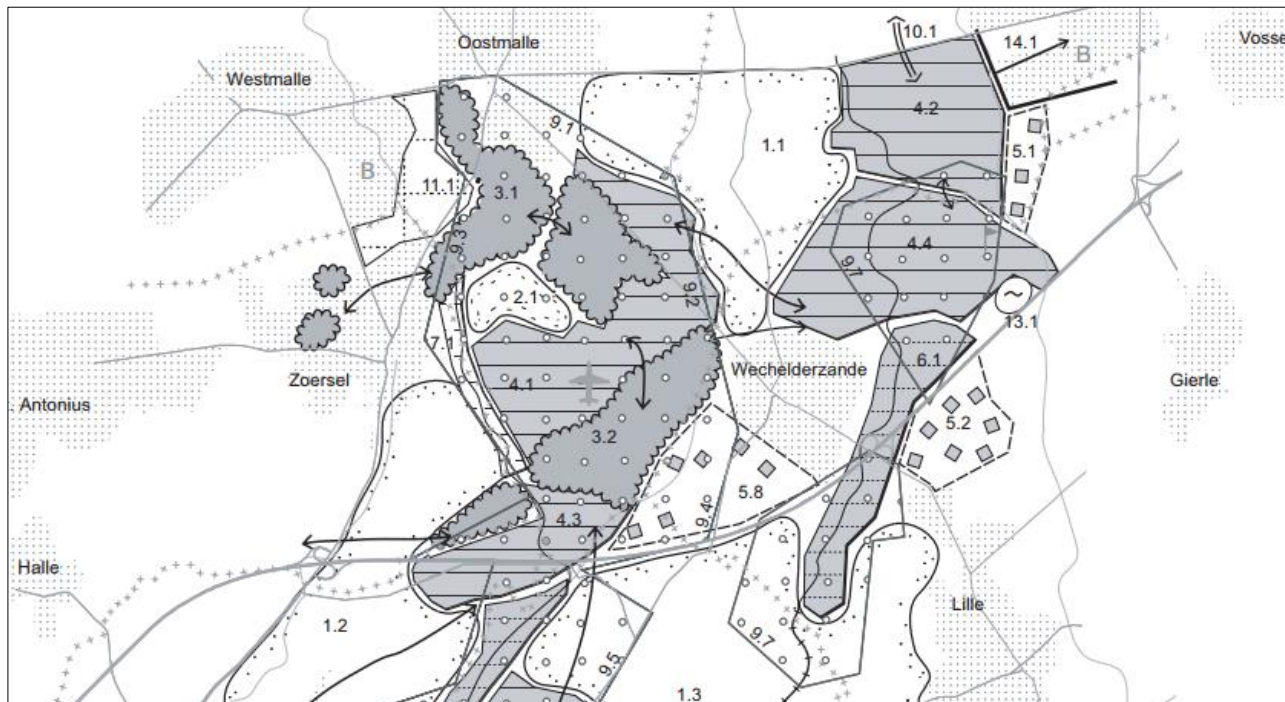 10.1
14.1
Vosse
Oostmalle
B
Westmalle
4.2
9.1
1.1
5.1
B
11.1
3.1
9.3
4.4
9.7
2.1
9.2
13.1
7.1
6.1
Wechelderzande
Zoersel
4.1
Gierle
Antonius
5.2
3.2
5.8
9.4
4.3
Halle
Lille
1.2
9.7
9.5
1.3